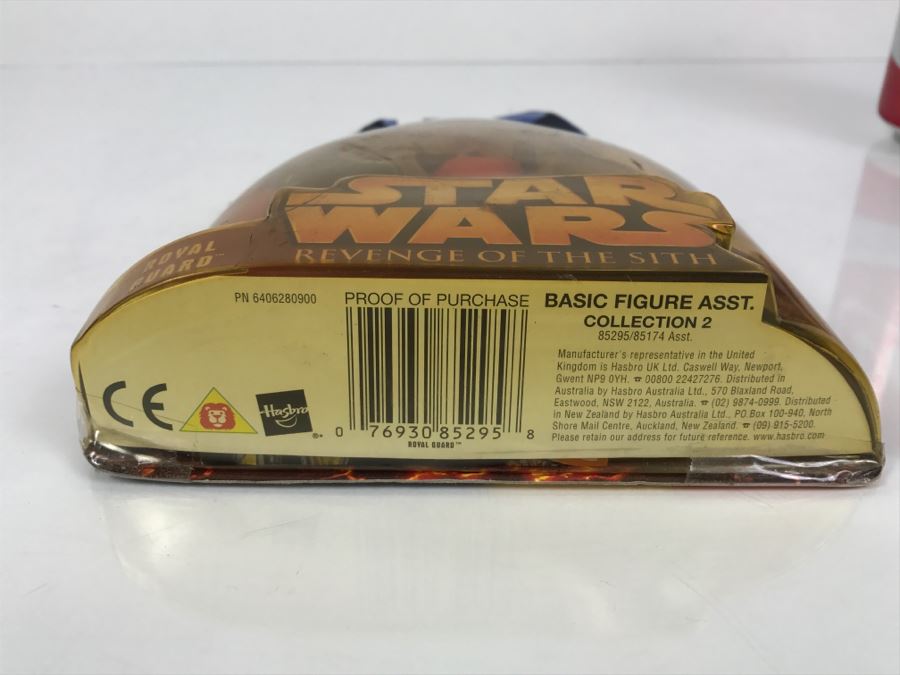 STAR
WARS
REVENGE OF THE SITH
ROYAL
GUARD™
PN 6406280900
PROOF OF PURCHASE
0 76930 85295 8
ROYAL GUARD™
CE
Hasbro
®
BASIC FIGURE ASST.
COLLECTION 2
85295/85174 Asst.
Manufacturer's representative in the United
Kingdom is Hasbro UK Ltd. Caswell Way, Newport,
Gwent NP9 0YH. ☎ 00800 22427276. Distributed in
Australia by Hasbro Australia Ltd., 570 Blaxland Road,
Eastwood, NSW 2122, Australia. ☎ (02) 9874-0999. Distributed
in New Zealand by Hasbro Australia Ltd., PO Box 100-940, North
Shore Mail Centre, Auckland, New Zealand. ☎ (09) 915-5200.
Please retain our address for future reference. www.hasbro.com